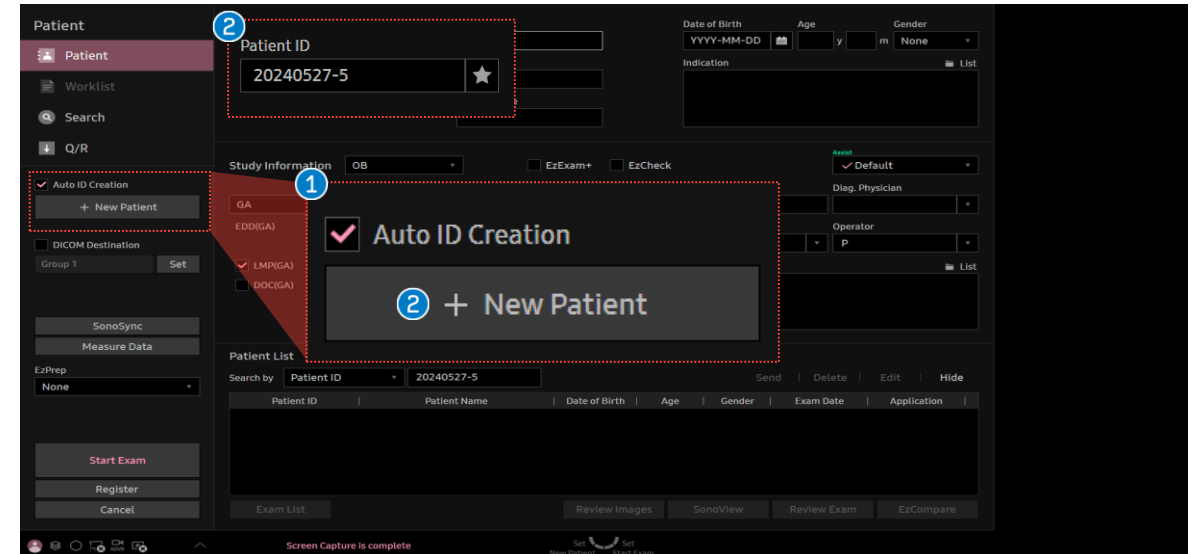 Patient
Patient
Worklist
Search
Q/R
Auto ID Creation
+ New Patient
DICOM Destination
Group 1 Set
SonoSync
Measure Data
EzPrep
None
Start Exam
Register
Cancel
2
Patient ID
20240527-5
Date of Birth Age Gender
YYYY-MM-DD y m None
Indication List
Study Information OB EzExam+ EzCheck
Assist
Default
Diag. Physician
GA
EDD(GA)
Operator
P
LMP(GA)
List
DOC(GA)
1
Auto ID Creation
2 + New Patient
Patient List
Search by Patient ID 20240527-5 Send | Delete | Edit | Hide
Patient ID | Patient Name | Date of Birth | Age | Gender | Exam Date | Application |
Exam List Review Images SonoView Review Exam EzCompare
Screen Capture is complete
Set Set
New Patient Start Exam